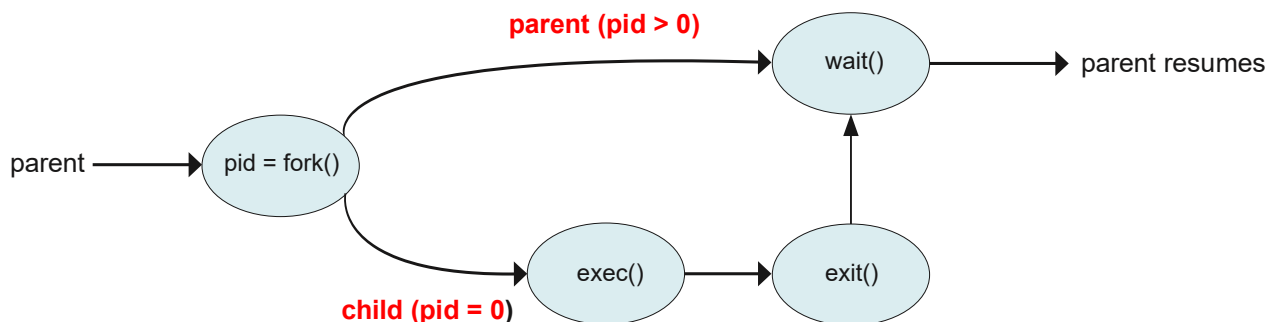 parent (pid > 0)
wait()
parent resumes
parent
pid = fork()
exec()
exit()
child (pid = 0)